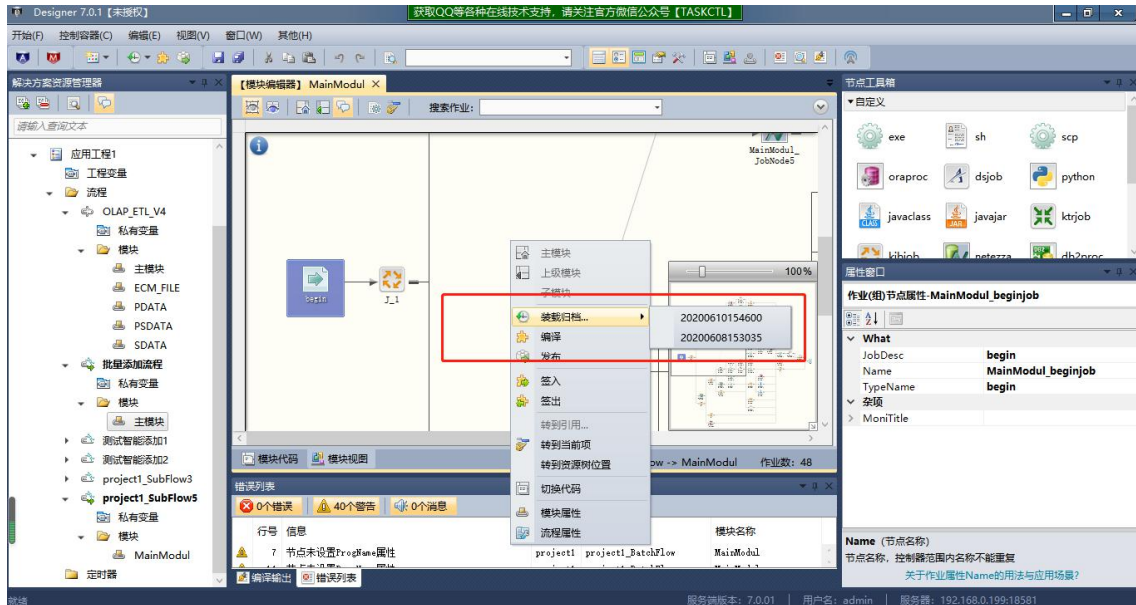 Designer 7.0.1【未授权】
获取QQ等各种在线技术支持，请关注官方微信公众号【TASKCTL】
开始(F) 控制容器(C) 编辑(E) 视图(V) 窗口(W) 其他(H)
解决方案资源管理器
请输入查询文本
应用工程1
工程变量
流程
OLAP_ETL_V4
私有变量
模块
主模块
ECM_FILE
PDATA
PSDATA
SDATA
批量添加流程
私有变量
模块
主模块
测试智能添加1
测试智能添加2
project1_SubFlow3
project1_SubFlow5
私有变量
模块
MainModul
定时器
【模块编辑器】 MainModul
搜索作业:
MainModul_
JobNode5
begin
J_1
100%
主模块
上级模块
子模块
装载归档...
编译
发布
签入
签出
转到引用...
转到当前项
转到资源树位置
切换代码
模块属性
流程属性
20200610154600
20200608153035
模块代码 模块视图
ow -> MainModul 作业数: 48
错误列表
0个错误 40个警告 0个消息
行号 信息 模块名称
7 节点未设置ProgName属性 project1 project1_BatchFlow MainModul
编译输出 错误列表
节点工具箱
自定义
exe sh scp
oraproc dsjob python
javaclass javajar ktrjob
kjbjob netezza db2proc
属性窗口
作业(组)节点属性-MainModul_beginjob
What
JobDesc begin
Name MainModul_beginjob
TypeName begin
杂项
MoniTitle
Name (节点名称)
节点名称，控制器范围内名称不能重复
关于作业属性Name的用法与应用场景?
就绪
服务端版本: 7.0.01 | 用户名: admin | 服务器: 192.168.0.199:18581